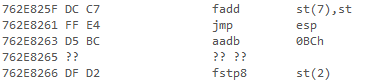 762E825F DC C7 fadd st(7),st
762E8261 FF E4 jmp esp
762E8263 D5 BC aadb 0BCh
762E8265 ?? ?? ??
762E8266 DF D2 fstp8 st(2)